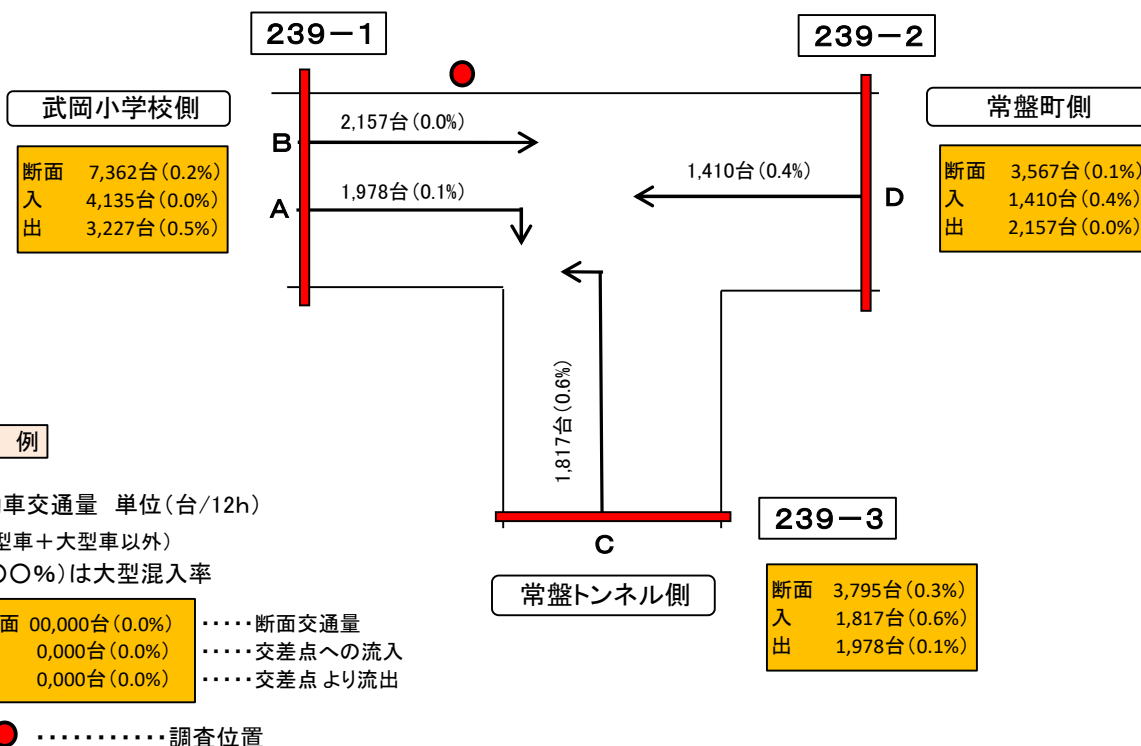 239−1
239−2
武岡小学校側
常盤町側
断面 7,362台(0.2%)
入 4,135台(0.0%)
出 3,227台(0.5%)
B
2,157台(0.0%)
A
1,978台(0.1%)
1,410台(0.4%)
D
断面 3,567台(0.1%)
入 1,410台(0.4%)
出 2,157台(0.0%)
1,817台(0.6%)
C
239−3
常盤トンネル側
断面 3,795台(0.3%)
入 1,817台(0.6%)
出 1,978台(0.1%)
例
車交通量 単位(台/12h)
型車+大型車以外)
○○%)は大型混入率
面 00,000台(0.0%) ・・・・・断面交通量
0,000台(0.0%) ・・・・・交差点への流入
0,000台(0.0%) ・・・・・交差点より流出
・・・・・・・・・・・調査位置